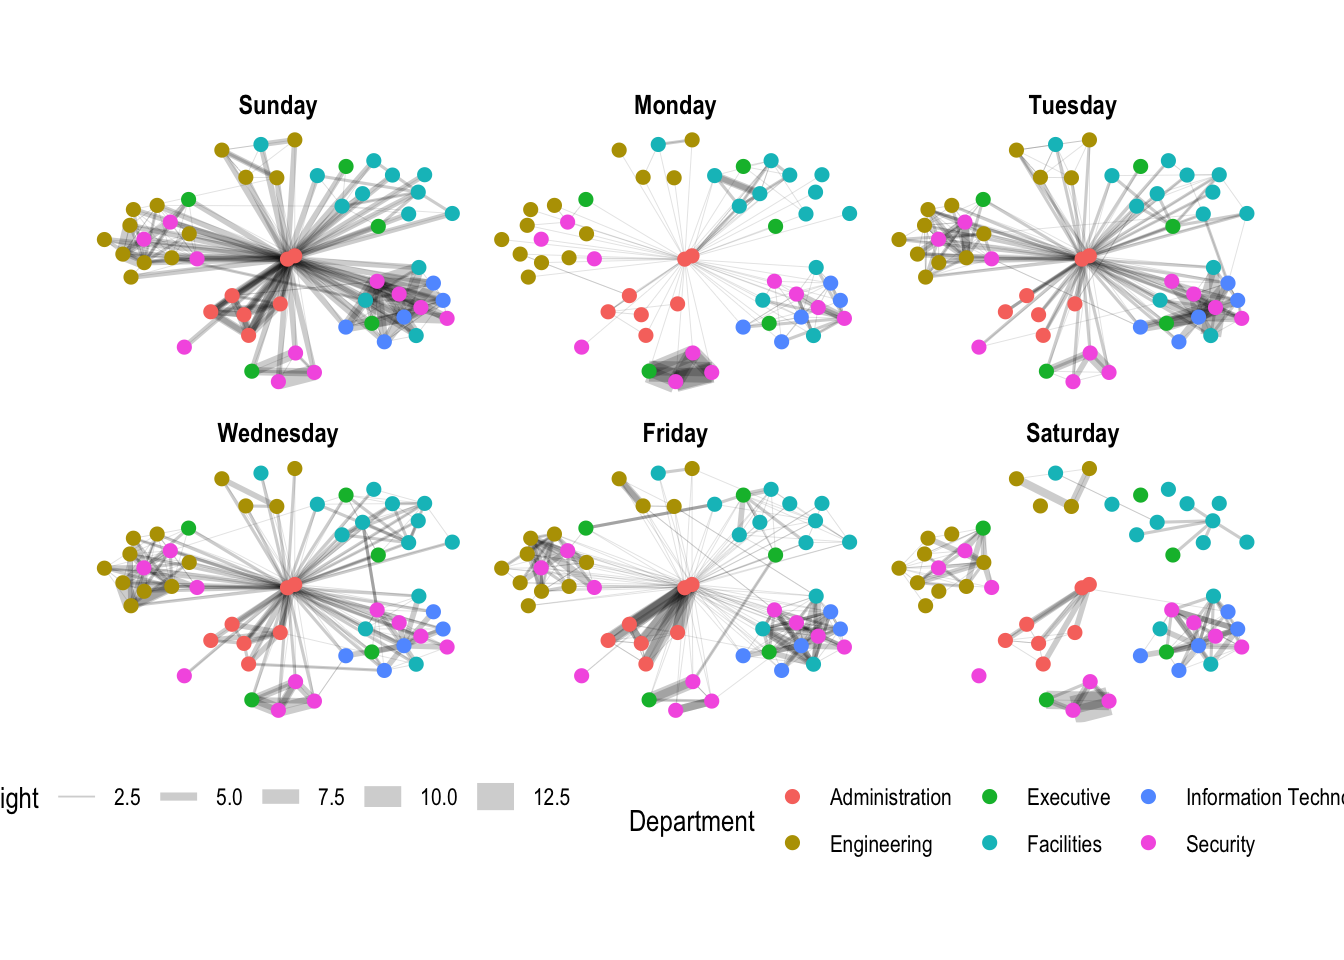 Sunday
Monday
Tuesday
Wednesday
Friday
Saturday
2.5
5.0
7.5
10.0
12.5
Department
Administration
Executive
Information
Engineering
Facilities
Security